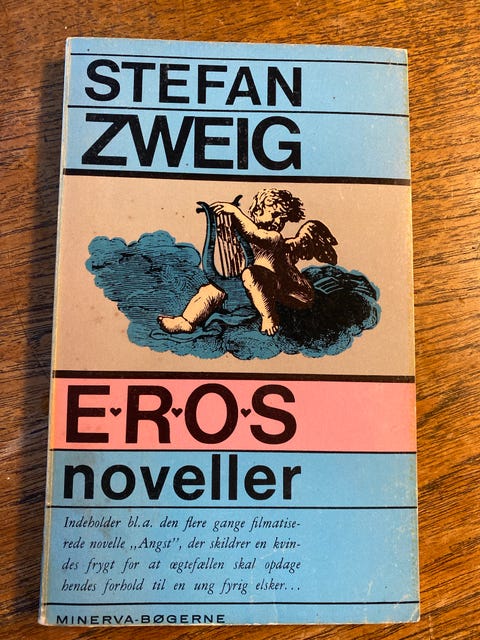 STEFAN
ZWEIG
E♥R♥O♥S
noveller
Indeholder bl.a. den flere gange filmatise-
rede novelle „Angst”, der skildrer en kvin-
des frygt for at ægtefællen skal opdage
hendes forhold til en ung fyrig elsker...
MINERVA-BØGERNE